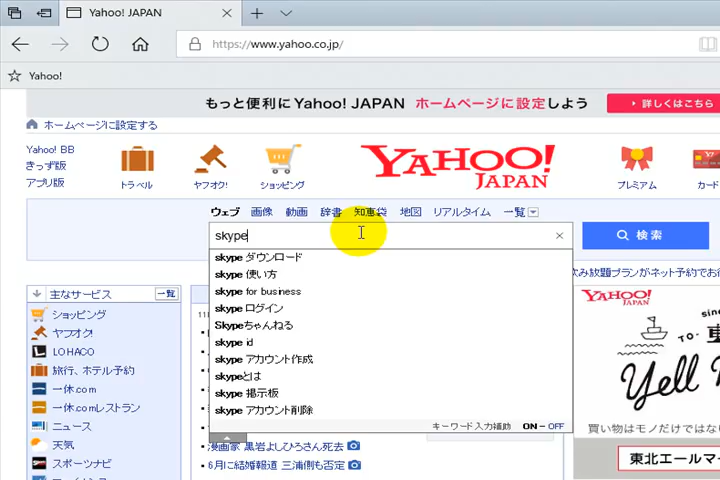 Yahoo! JAPAN
https://www.yahoo.co.jp/
Yahoo!
もっと便利にYahoo! JAPAN ホームページに設定しよう
詳しくはこちら
ホームページに設定する
Yahoo! BB
きっず版
アプリ版
トラベル
ヤフオク!
ショッピング
YAHOO!
JAPAN
プレミアム
カード
ウェブ 画像 動画 辞書 知恵袋 地図 リアルタイム 一覧
skype
検索
skype ダウンロード
skype 使い方
skype for business
skype ログイン
Skypeちゃんねる
skype id
skype アカウント作成
skypeとは
skype 掲示板
skype アカウント削除
キーワード入力補助 ON-OFF
飲み放題プランがネット予約でお
主なサービス 一覧
ショッピング
ヤフオク!
LOHACO
旅行、ホテル予約
一休.com
一休.comレストラン
ニュース
天気
スポーツナビ
漫画家 黒岩よしひろさん死去
6月に結婚報道 三浦側も否定
YAHOO!
JAPAN
sinc
TO-
Yell
買い物はモノだけではな
東北エールマー